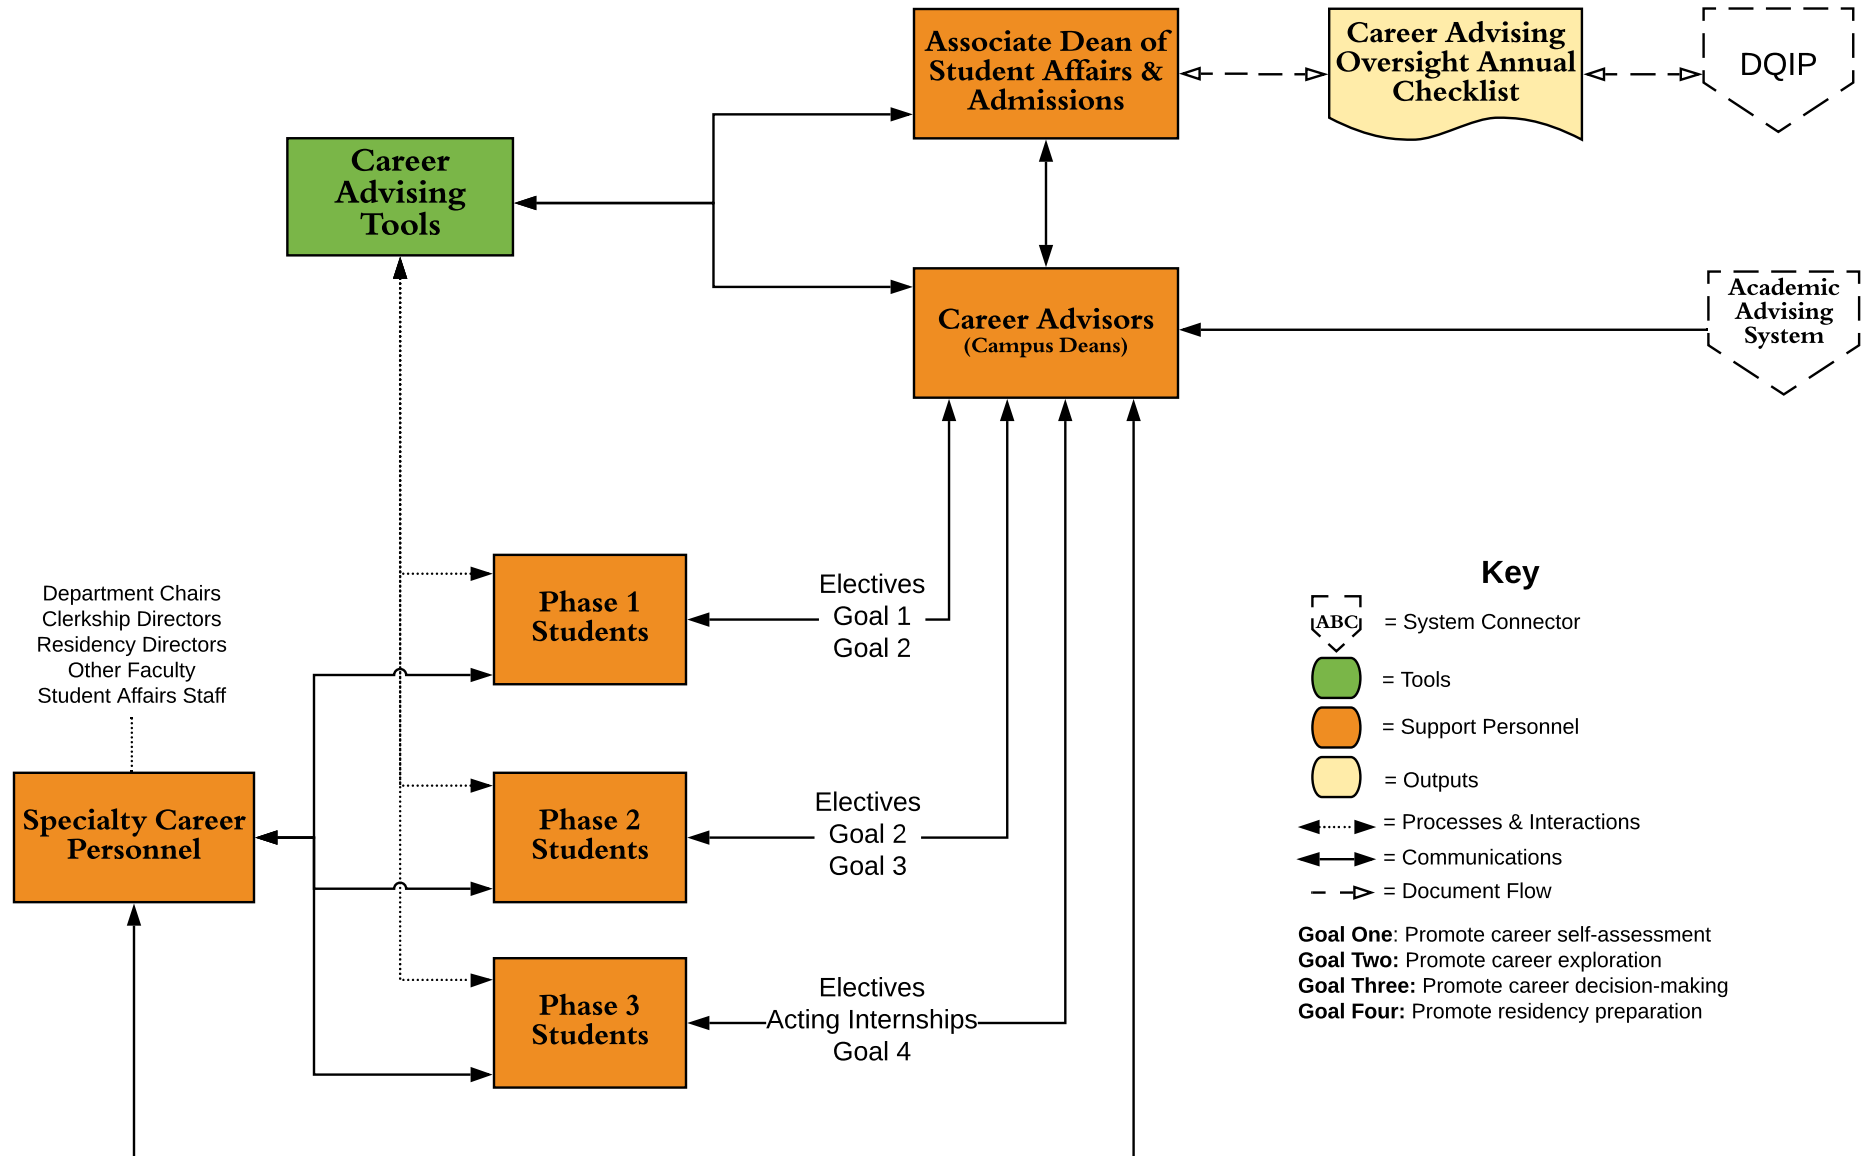 Associate Dean of
Student Affairs &
Admissions
Career Advising
Oversight Annual
Checklist
DQIP
Career
Advising
Tools
Career Advisors
(Campus Deans)
Academic
Advising
System
Department Chairs
Clerkship Directors
Residency Directors
Other Faculty
Student Affairs Staff
Specialty Career
Personnel
Phase 1
Students
Electives
Goal 1
Goal 2
Phase 2
Students
Electives
Goal 2
Goal 3
Phase 3
Students
Electives
Acting Internships
Goal 4
Key
ABC = System Connector
= Tools
= Support Personnel
= Outputs
= Processes & Interactions
= Communications
= Document Flow
Goal One: Promote career self-assessment
Goal Two: Promote career exploration
Goal Three: Promote career decision-making
Goal Four: Promote residency preparation